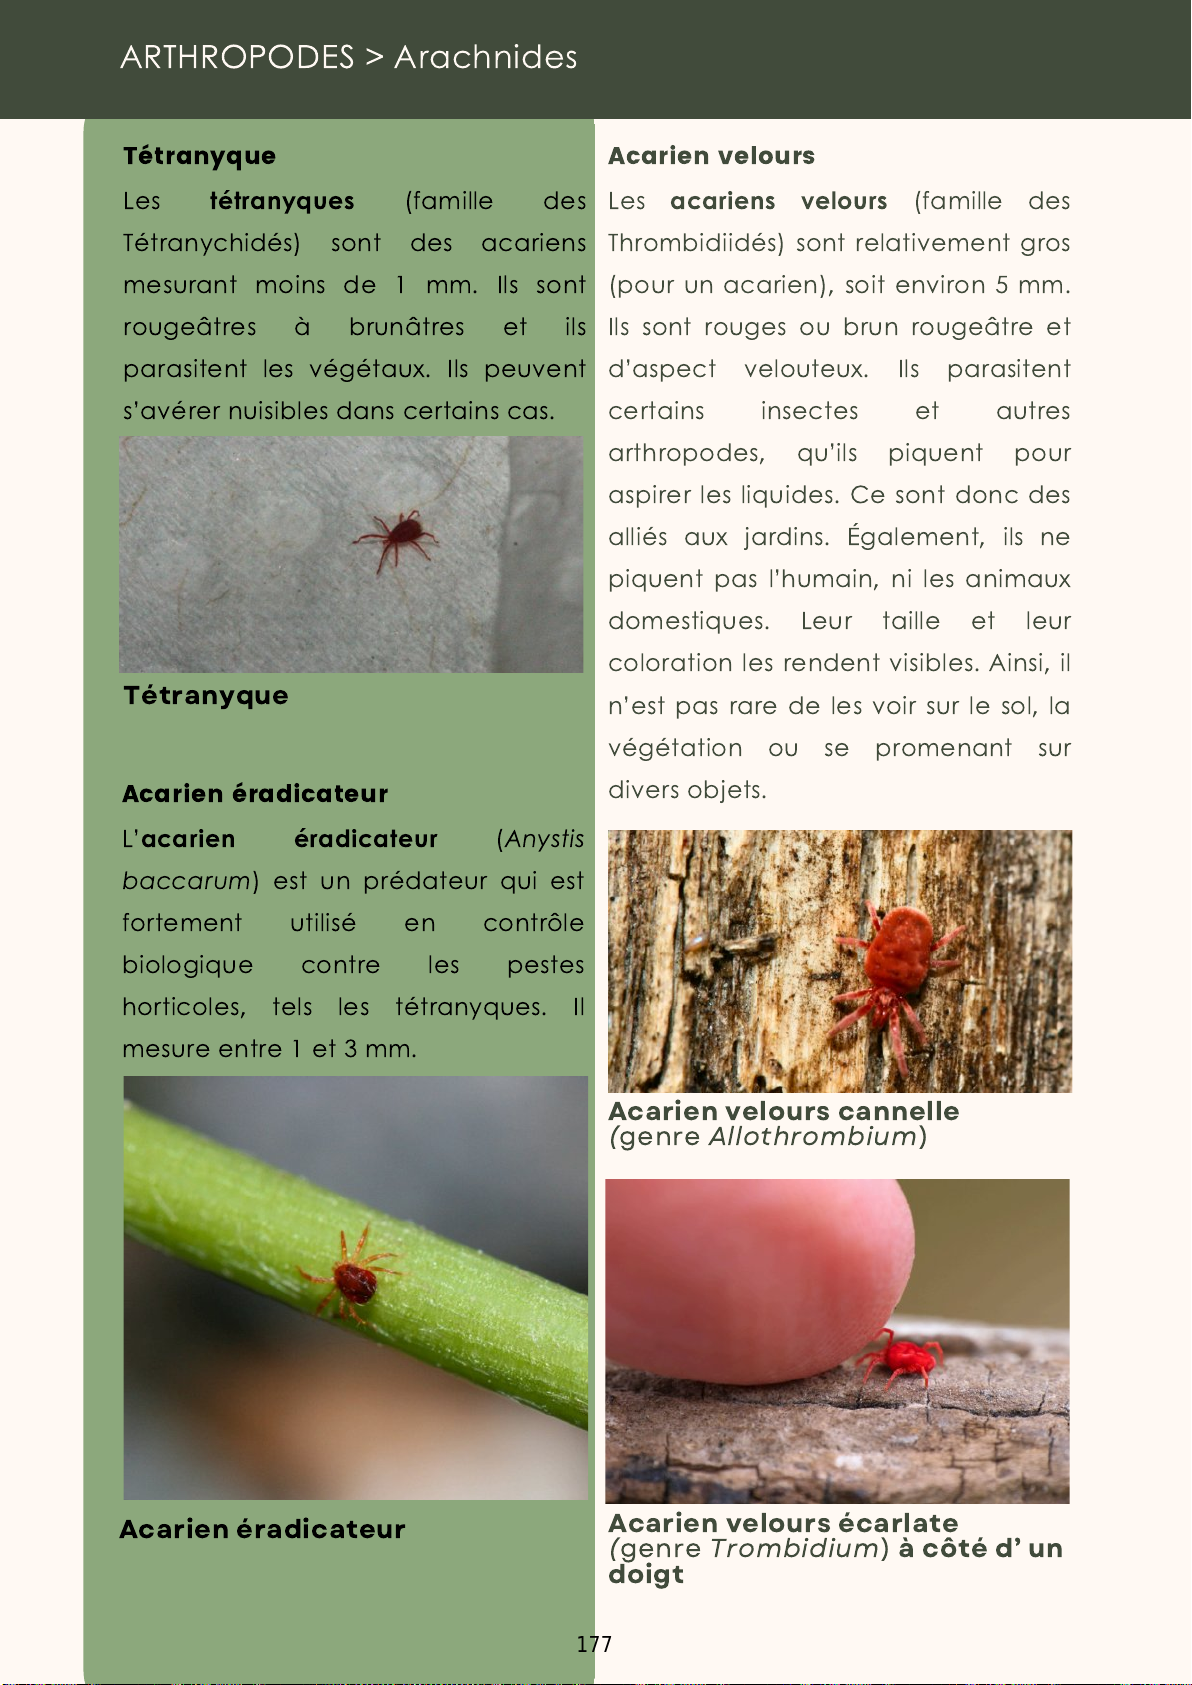 ARTHROPODES > Arachnides
Tétranyque
Les tétranyques (famille des
Tétranychidés) sont des acariens
mesurant moins de 1 mm. Ils sont
rougeâtres à brunâtres et ils
parasitent les végétaux. Ils peuvent
s'avérer nuisibles dans certains cas.
Tétranyque
Acarien éradicateur
L'acarien éradicateur (Anystis
baccarum) est un prédateur qui est
fortement utilisé en contrôle
biologique contre les pestes
horticoles, tels les tétranyques. Il
mesure entre 1 et 3 mm.
Acarien éradicateur
Acarien velours
Les acariens velours (famille des
Thrombidiidés) sont relativement gros
(pour un acarien), soit environ 5 mm.
Ils sont rouges ou brun rougeâtre et
d'aspect velouteux. Ils parasitent
certains insectes et autres
arthropodes, qu'ils piquent pour
aspirer les liquides. Ce sont donc des
alliés aux jardins. Également, ils ne
piquent pas l'humain, ni les animaux
domestiques. Leur taille et leur
coloration les rendent visibles. Ainsi, il
n'est pas rare de les voir sur le sol, la
végétation ou se promenant sur
divers objets.
Acarien velours cannelle
(genre Allothrombium)
Acarien velours écarlate
(genre Trombidium) à côté d' un
doigt
177